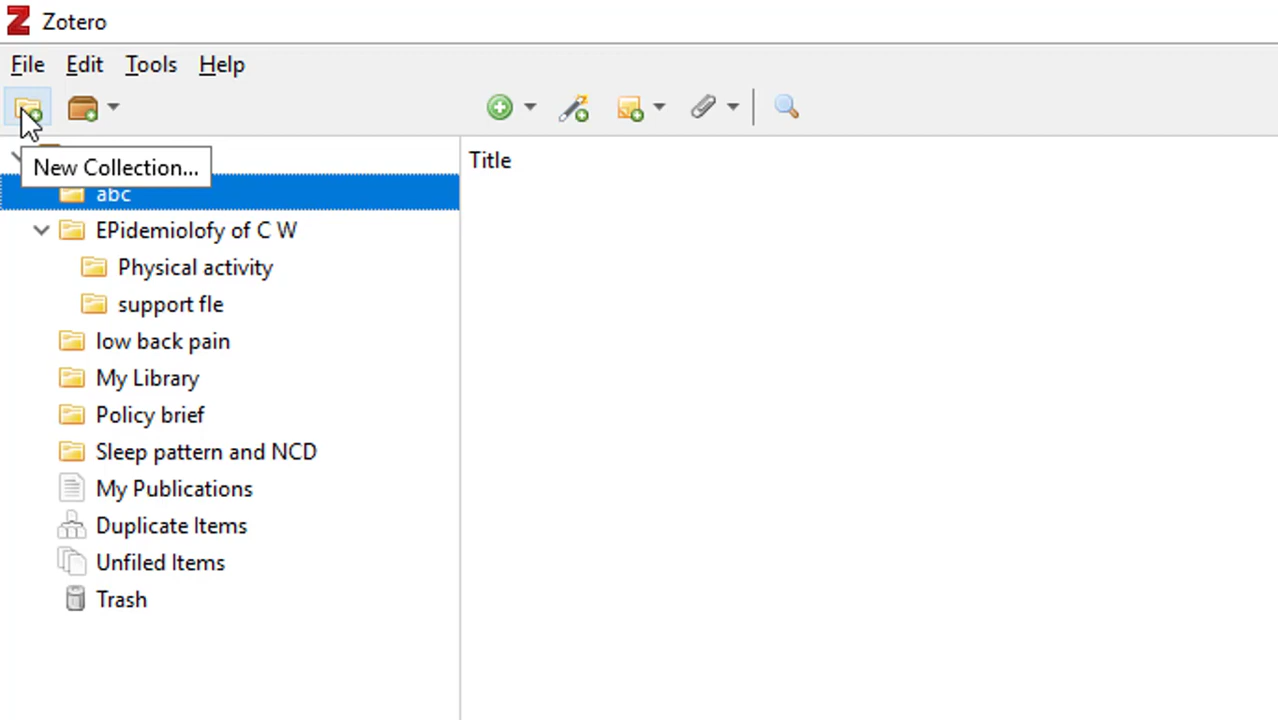 Zotero
File Edit Tools Help
New Collection...
Title
abc
EPidemiolofy of C W
Physical activity
support fle
low back pain
My Library
Policy brief
Sleep pattern and NCD
My Publications
Duplicate Items
Unfiled Items
Trash